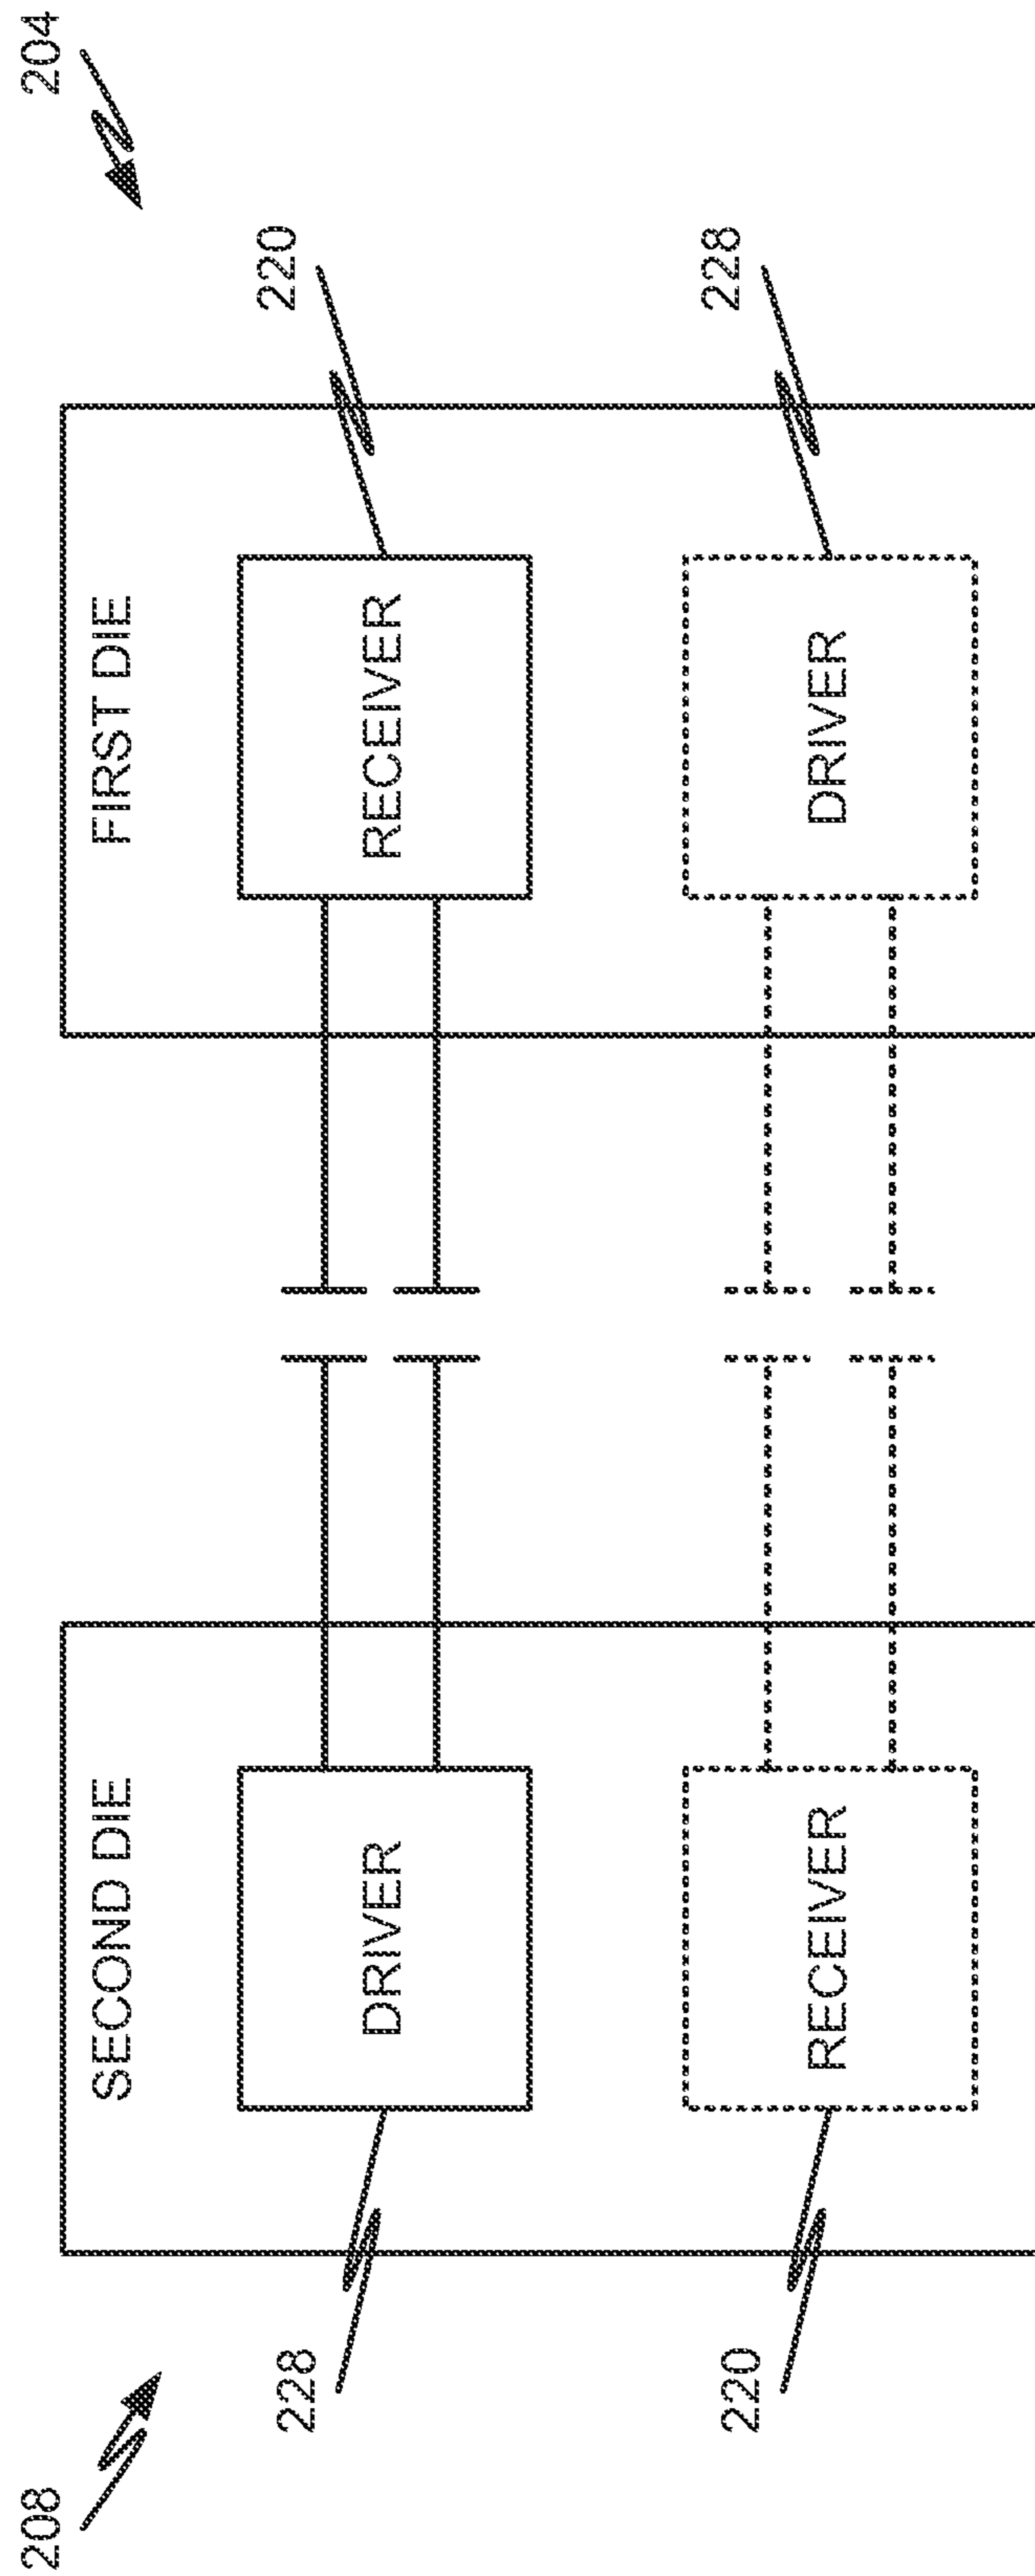 208
204
SECOND DIE
FIRST DIE
228
DRIVER
RECEIVER
220
220
RECEIVER
DRIVER
228